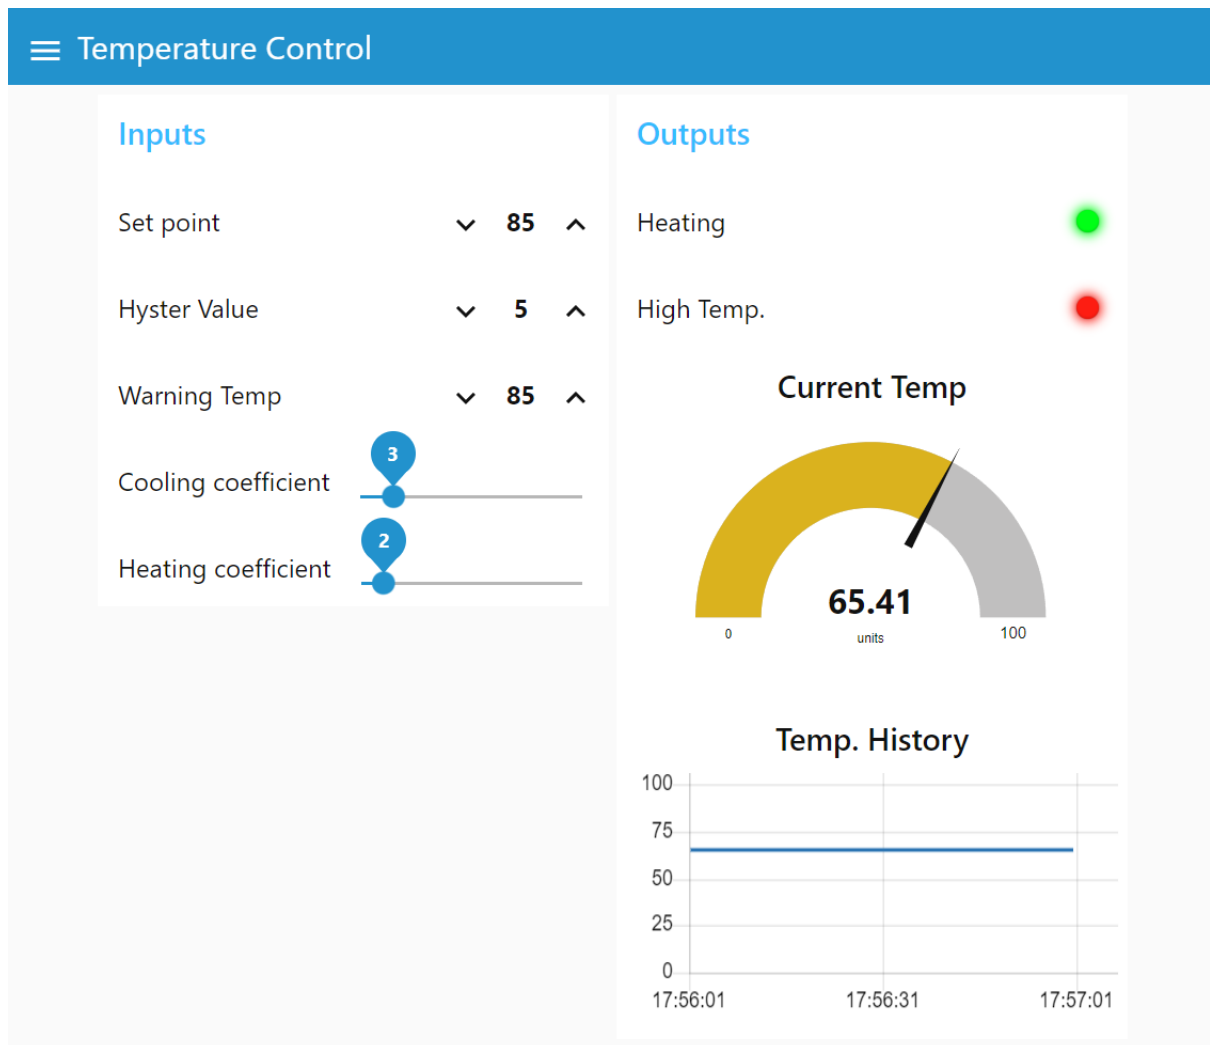 Temperature Control
Inputs
Set point 85
Hyster Value 5
Warning Temp 85
Cooling coefficient 3
Heating coefficient 2
Outputs
Heating
High Temp.
Current Temp
65.41
0 units 100
Temp. History
100
75
50
25
0
17:56:01 17:56:31 17:57:01